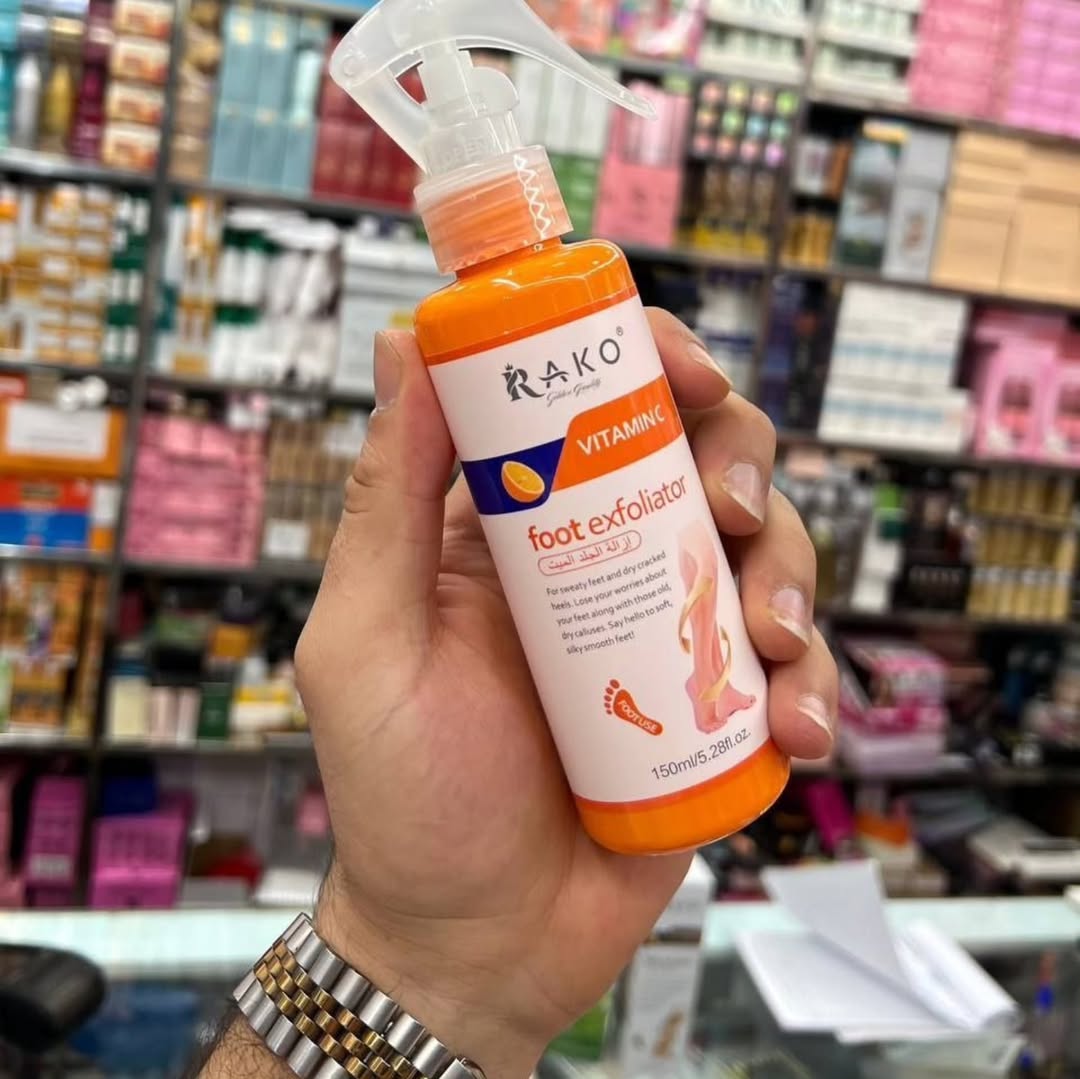 OPEN
RAKO®
Golden Quality
VITAMIN C
foot exfoliator
ازالة الجلد الميت
For sweaty feet and dry cracked
heels. Lose your worries about
your feet along with those old,
dry calluses. Say hello to soft,
silky smooth feet!
FOOT USE
150ml/5.28fl.oz.